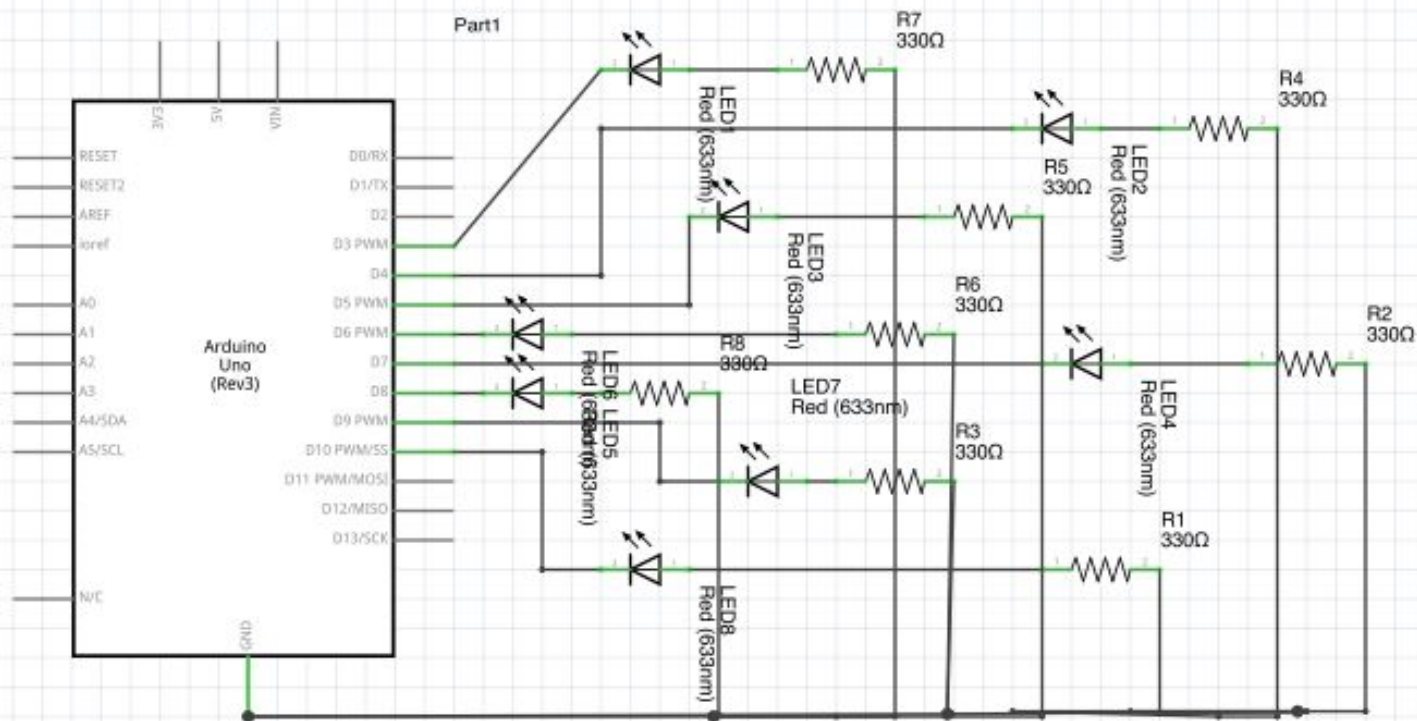 Part1
R7
330Ω
R4
330Ω
LED1
Red (633nm)
LED2
Red (633nm)
R5
330Ω
3V3
5V
VIN
RESET
RESET2
AREF
ioref
A0
A1
A2
A3
A4/SDA
A5/SCL
N/C
D0/RX
D1/TX
D2
D3 PWM
D4
D5 PWM
D6 PWM
D7
D8
D9 PWM
D10 PWM/SS
D11 PWM/MOSI
D12/MISO
D13/SCK
Arduino
Uno
(Rev3)
GND
LED3
Red (633nm)
R6
330Ω
R2
330Ω
R8
330Ω
LED6
LED5
LED7
Red (633nm)
LED4
Red (633nm)
R3
330Ω
R1
330Ω
LED8
Red (633nm)